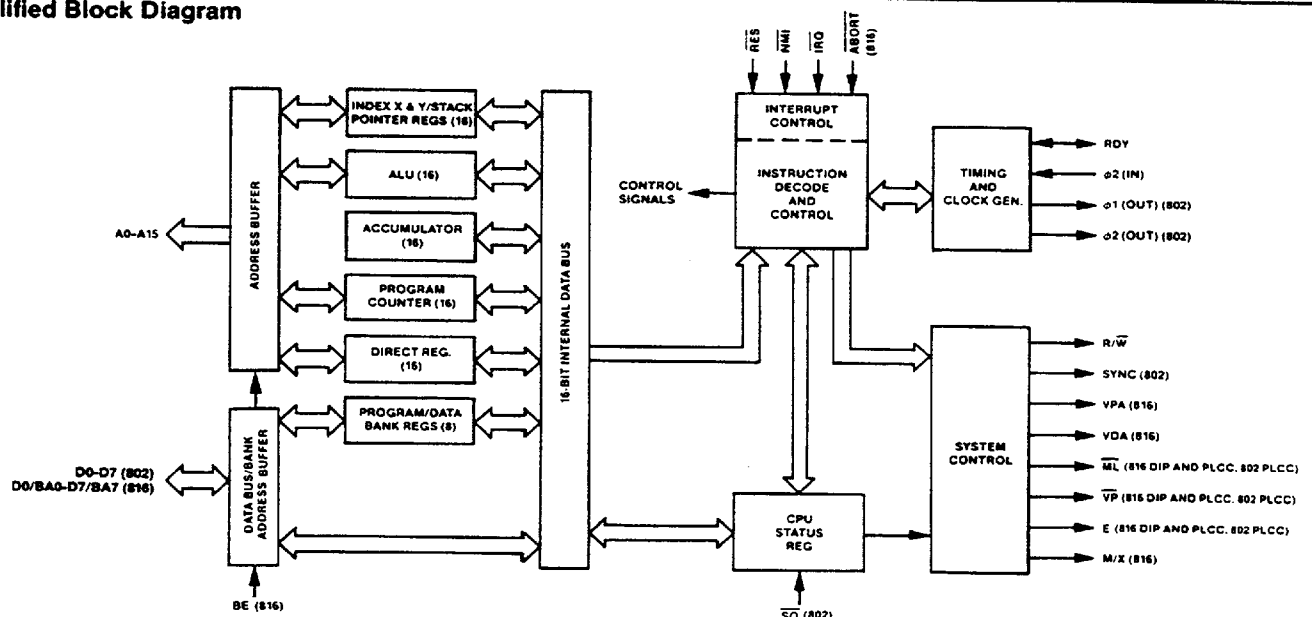 lified Block Diagram
RES
NMI
IRQ
ABORT
(816)
INDEX X & Y/STACK
POINTER REGS (16)
ALU (16)
ACCUMULATOR
(16)
PROGRAM
COUNTER (16)
DIRECT REG.
(16)
PROGRAM/DATA
BANK REGS (8)
ADDRESS BUFFER
A0–A15
DATA BUS/BANK
ADDRESS BUFFER
D0-D7 (802)
D0/BA0-D7/BA7 (816)
BE (816)
16-BIT INTERNAL DATA BUS
INTERRUPT
CONTROL
INSTRUCTION
DECODE
AND
CONTROL
CONTROL
SIGNALS
TIMING
AND
CLOCK GEN.
RDY
ϕ2 (IN)
ϕ1 (OUT) (802)
ϕ2 (OUT) (802)
SYSTEM
CONTROL
R/W
SYNC (802)
VPA (816)
VDA (816)
ML (816 DIP AND PLCC. 802 PLCC)
VP (816 DIP AND PLCC. 802 PLCC)
E (816 DIP AND PLCC. 802 PLCC)
M/X (816)
CPU
STATUS
REG
SO (802)